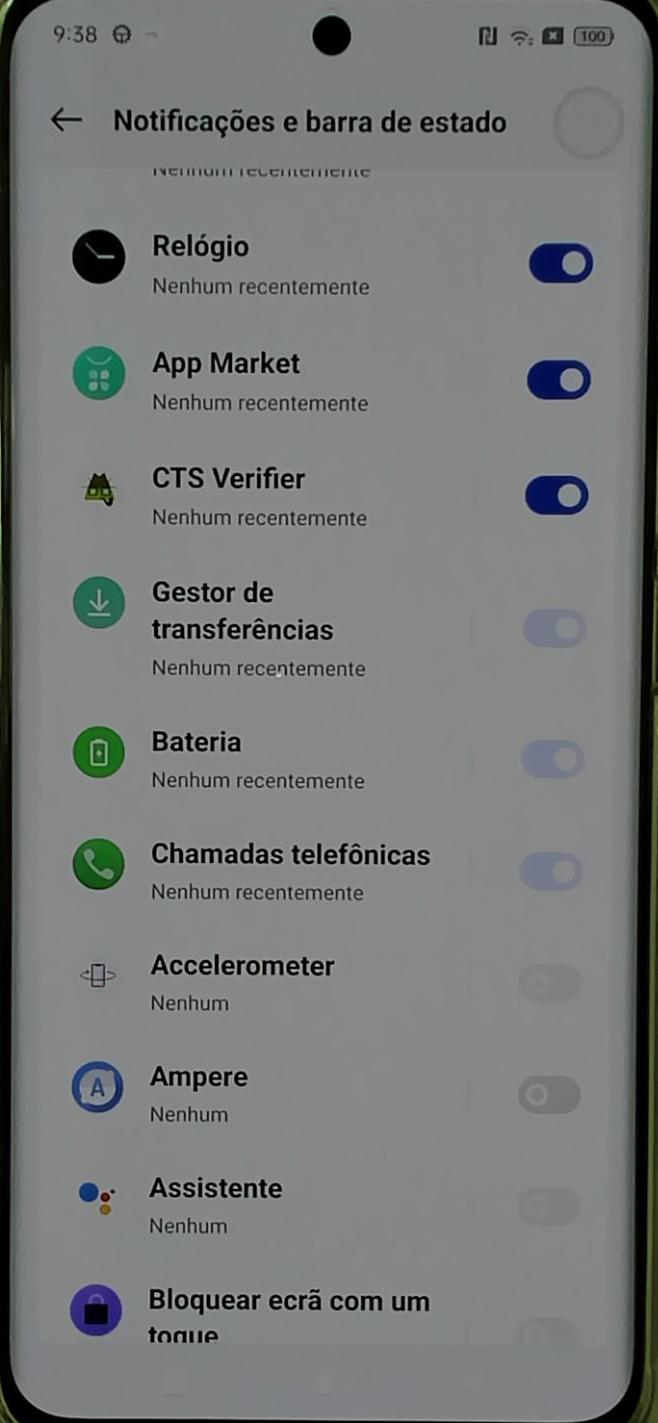 9:38
100
Notificações e barra de estado
Nenhum recentemente
Relógio
Nenhum recentemente
App Market
Nenhum recentemente
CTS Verifier
Nenhum recentemente
Gestor de
transferências
Nenhum recentemente
Bateria
Nenhum recentemente
Chamadas telefônicas
Nenhum recentemente
Accelerometer
Nenhum
A
Ampere
Nenhum
Assistente
Nenhum
Bloquear ecrã com um
toque